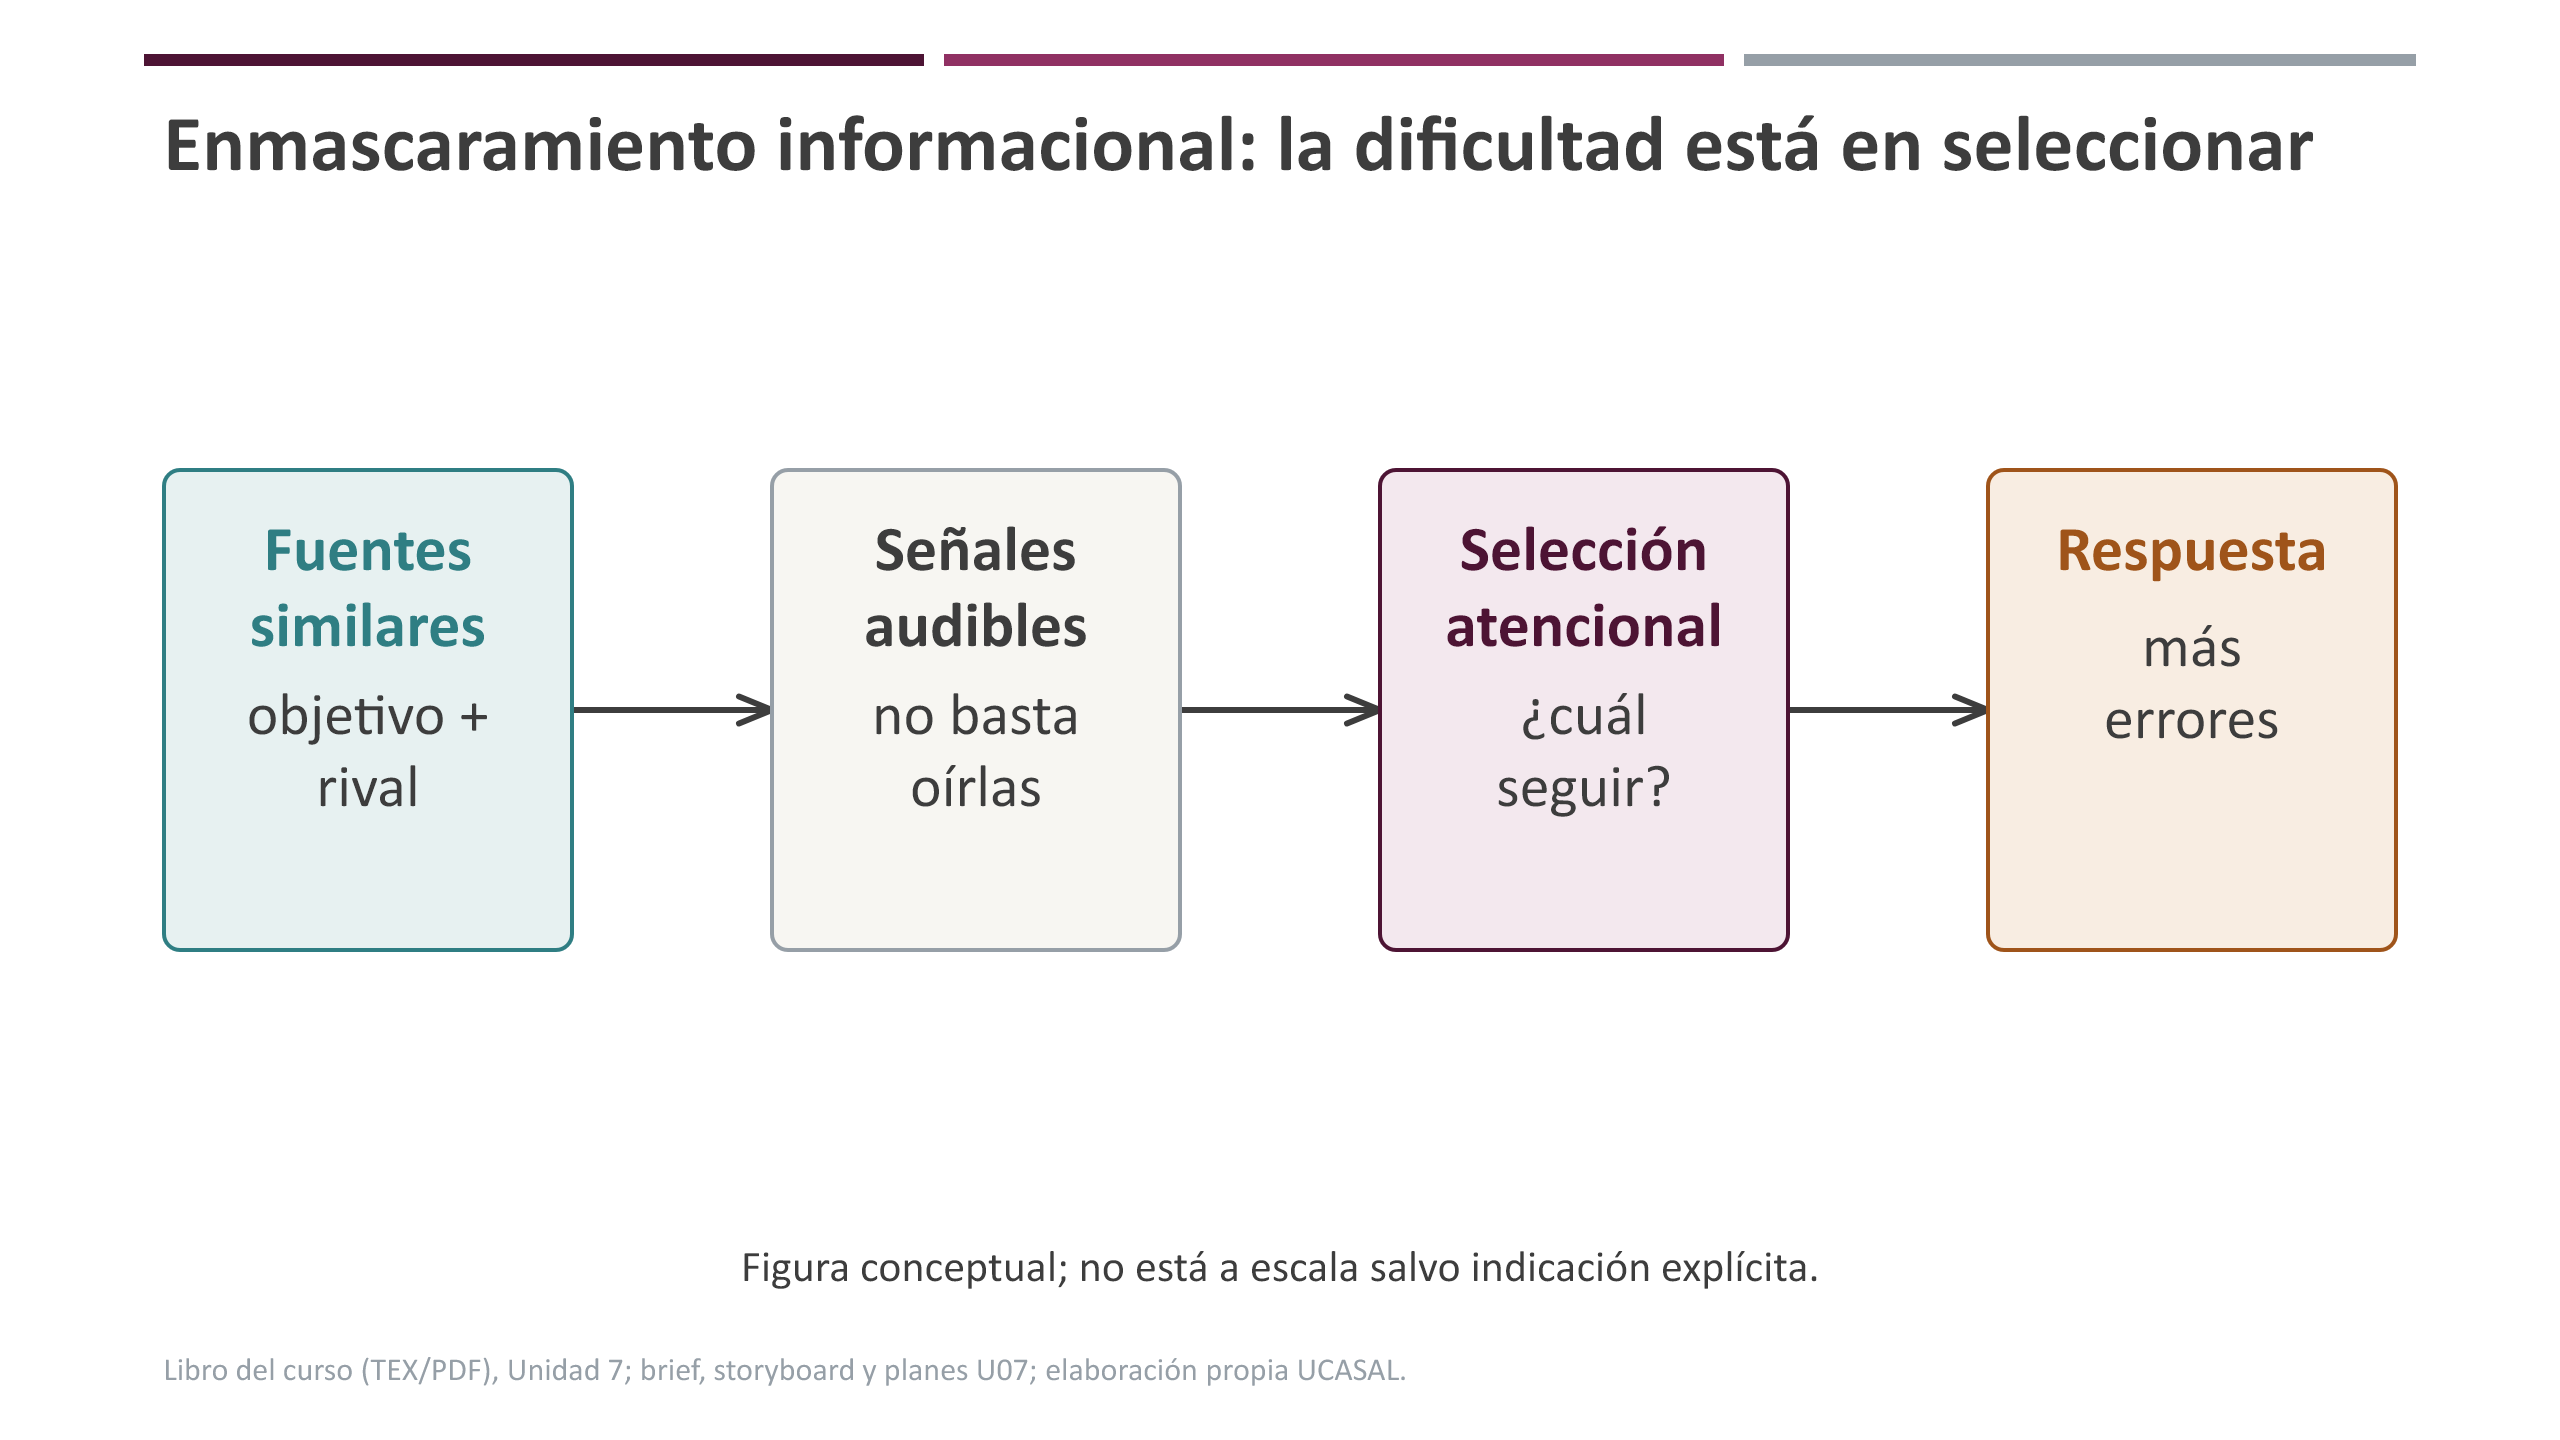 Enmascaramiento informacional: la dificultad está en seleccionar
Fuentes
similares
objetivo +
rival
Señales
audibles
no basta
oírlas
Selección
atencional
¿cuál
seguir?
Respuesta
más
errores
Figura conceptual; no está a escala salvo indicación explícita.
Libro del curso (TEX/PDF), Unidad 7; brief, storyboard y planes U07; elaboración propia UCASAL.